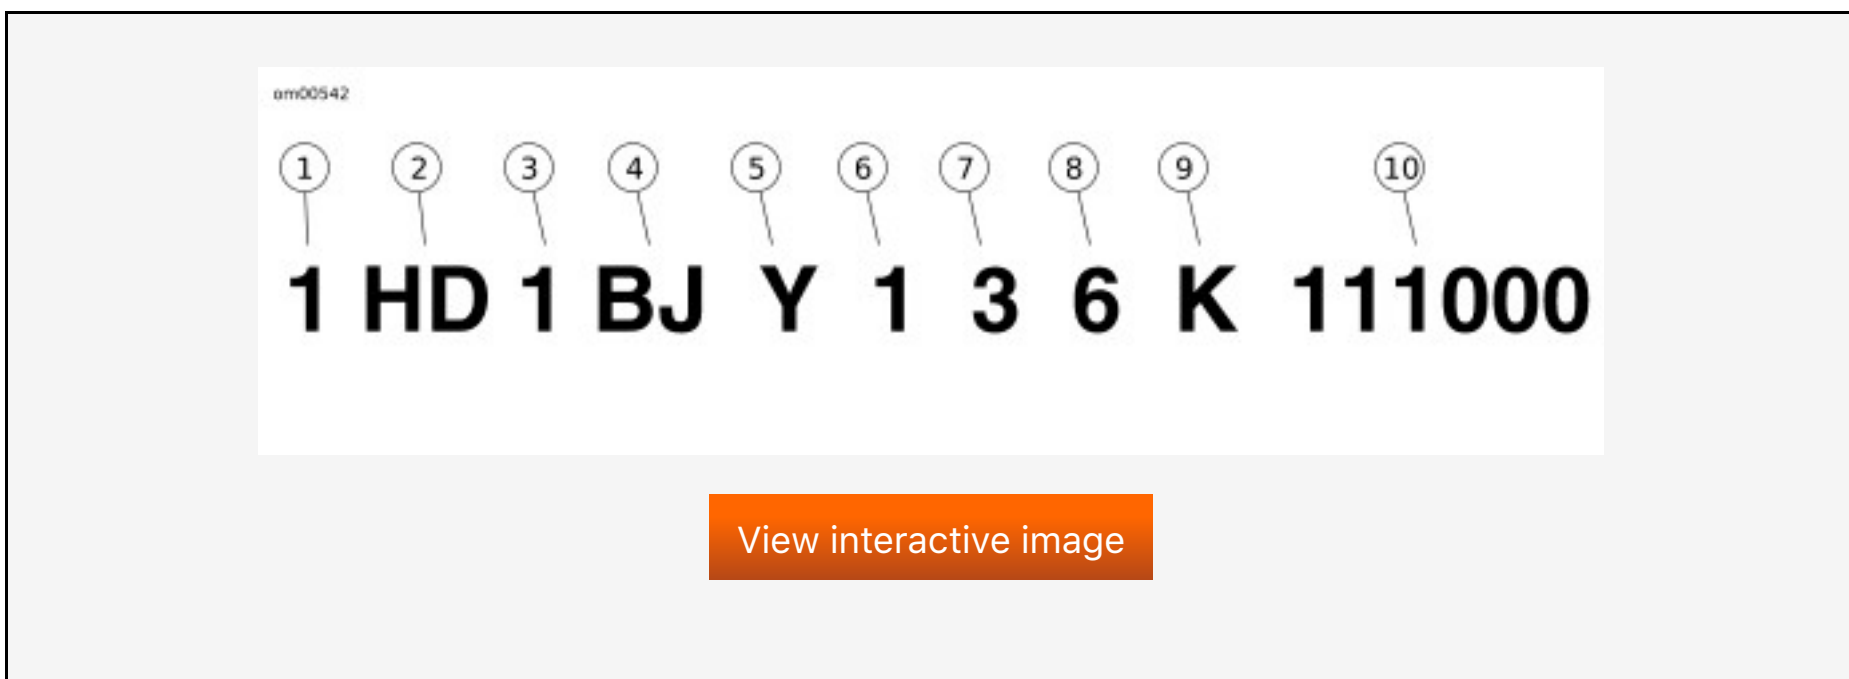 om00542
1 2 3 4 5 6 7 8 9 10
1 HD 1 BJ Y 1 3 6 K 111000
View interactive image